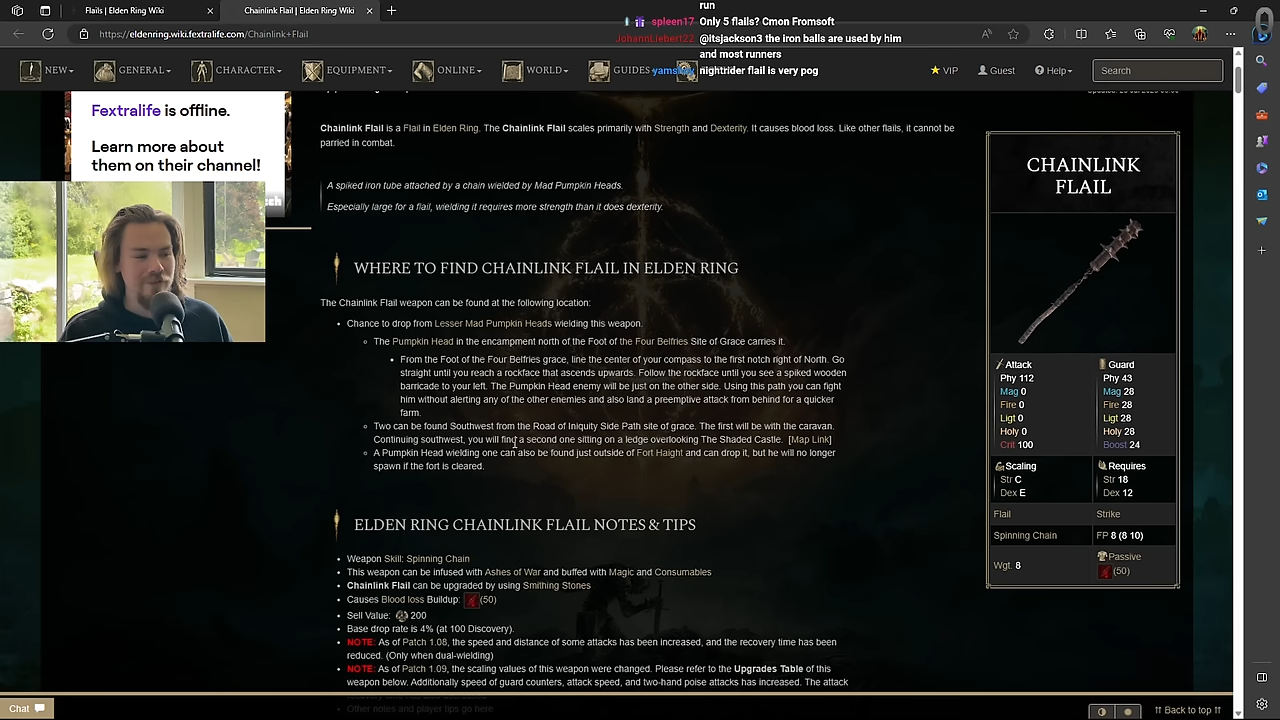 Flails | Elden Ring Wiki
Chainlink Flail | Elden Ring Wiki
run
spleen17 Only 5 flails? Cmon Fromsoft
https://eldenring.wiki.fextralife.com/Chainlink+Flail
JohannLiebert22 @itsjackson3 the iron balls are used by him
and most runners
nightrider flail is very pog
NEW
GENERAL
CHARACTER
EQUIPMENT
ONLINE
WORLD
GUIDES
VIP
Guest
Help
Search
Fextralife is offline.
Learn more about
them on their channel!
Chainlink Flail is a Flail in Elden Ring. The Chainlink Flail scales primarily with Strength and Dexterity. It causes blood loss. Like other flails, it cannot be
parried in combat.
A spiked iron tube attached by a chain wielded by Mad Pumpkin Heads.
Especially large for a flail, wielding it requires more strength than it does dexterity.
WHERE TO FIND CHAINLINK FLAIL IN ELDEN RING
The Chainlink Flail weapon can be found at the following location:
• Chance to drop from Lesser Mad Pumpkin Heads wielding this weapon.
The Pumpkin Head in the encampment north of the Foot of the Four Belfries Site of Grace carries it.
From the Foot of the Four Belfries grace, line the center of your compass to the first notch right of North. Go
straight until you reach a rockface that ascends upwards. Follow the rockface until you see a spiked wooden
barricade to your left. The Pumpkin Head enemy will be just on the other side. Using this path you can fight
him without alerting any of the other enemies and also land a preemptive attack from behind for a quicker
farm.
Two can be found Southwest from the Road of Iniquity Side Path site of grace. The first will be with the caravan.
Continuing southwest, you will find a second one sitting on a ledge overlooking The Shaded Castle. [Map Link]
A Pumpkin Head wielding one can also be found just outside of Fort Haight and can drop it, but he will no longer
spawn if the fort is cleared.
ELDEN RING CHAINLINK FLAIL NOTES & TIPS
• Weapon Skill: Spinning Chain
• This weapon can be infused with Ashes of War and buffed with Magic and Consumables
• Chainlink Flail can be upgraded by using Smithing Stones
• Causes Blood loss Buildup: (50)
• Sell Value: 200
• Base drop rate is 4% (at 100 Discovery).
• NOTE: As of Patch 1.08, the speed and distance of some attacks has been increased, and the recovery time has been
reduced. (Only when dual-wielding)
• NOTE: As of Patch 1.09, the scaling values of this weapon were changed. Please refer to the Upgrades Table of this
weapon below. Additionally speed of guard counters, attack speed, and two-hand poise attacks has increased. The attack
• Other notes and player tips go here
CHAINLINK
FLAIL
Attack
Phy 112
Mag 0
Fire 0
Ligt 0
Holy 0
Crit 100
Guard
Phy 43
Mag 28
Fire 28
Ligt 28
Holy 28
Boost 24
Scaling
Str C
Dex E
Requires
Str 18
Dex 12
Flail
Strike
Spinning Chain
FP 8 (8 10)
Wgt. 8
Passive
(50)
Chat
Back to top